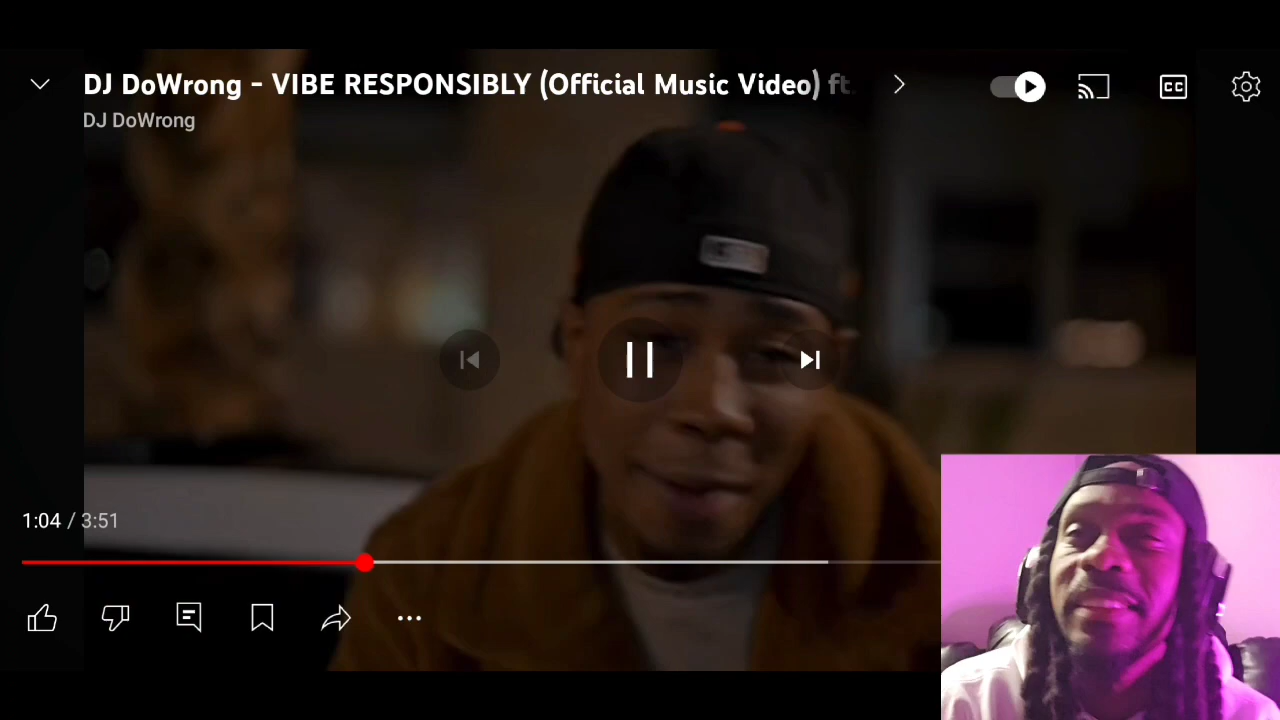 DJ DoWrong - VIBE RESPONSIBLY (Official Music Video) ft.
DJ DoWrong
CC
1:04 / 3:51